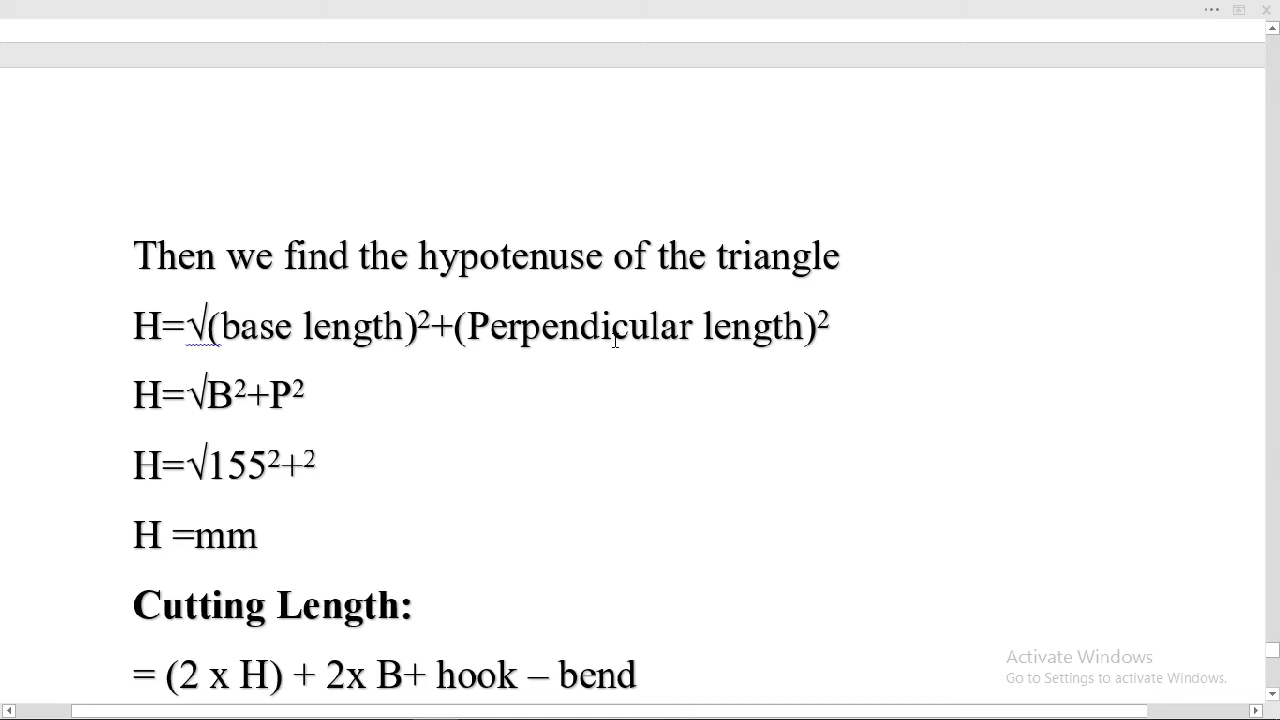 Then we find the hypotenuse of the triangle
H=√(base length)²+(Perpendicular length)²
H=√B²+P²
H=√155²+²
H =mm
Cutting Length:
= (2 x H) + 2x B+ hook – bend
Activate Windows
Go to Settings to activate Windows.